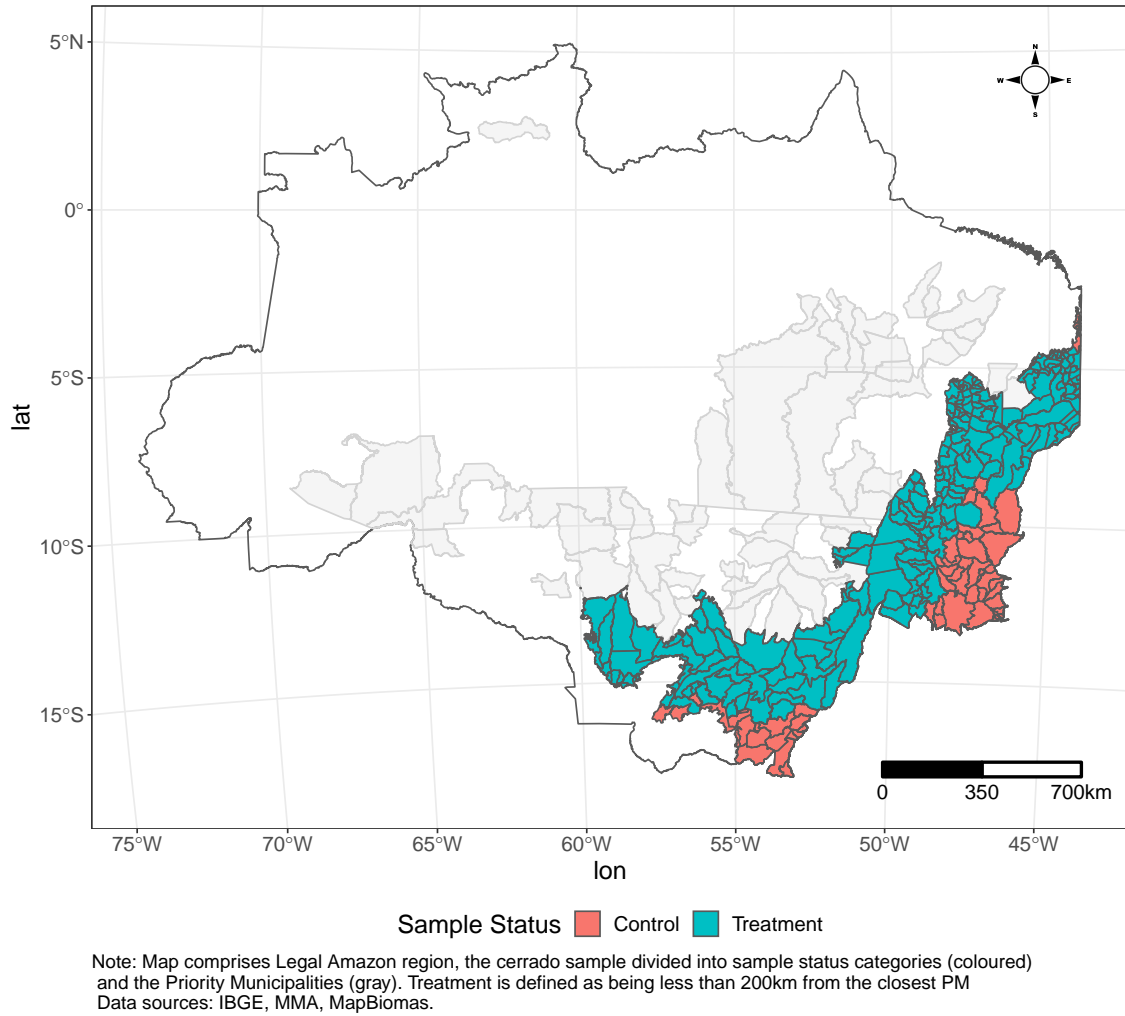 N
W E
S
5°N
0°
5°S
10°S
15°S
lat
0 350 700km
75°W 70°W 65°W 60°W 55°W 50°W 45°W
lon
Sample Status Control Treatment
Note: Map comprises Legal Amazon region, the cerrado sample divided into sample status categories (coloured)
and the Priority Municipalities (gray). Treatment is defined as being less than 200km from the closest PM
Data sources: IBGE, MMA, MapBiomas.